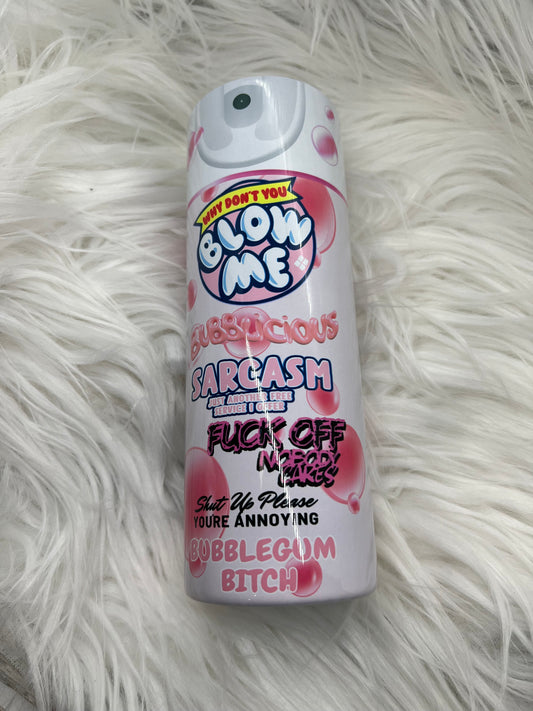 WHY DON'T YOU
BLOW
ME
BUBBLICIOUS
SARCASM
JUST ANOTHER FREE
SERVICE I OFFER
FUCK OFF
NOBODY
CARES
Shut Up Please
YOURE ANNOYING
BUBBLEGUM
BITCH